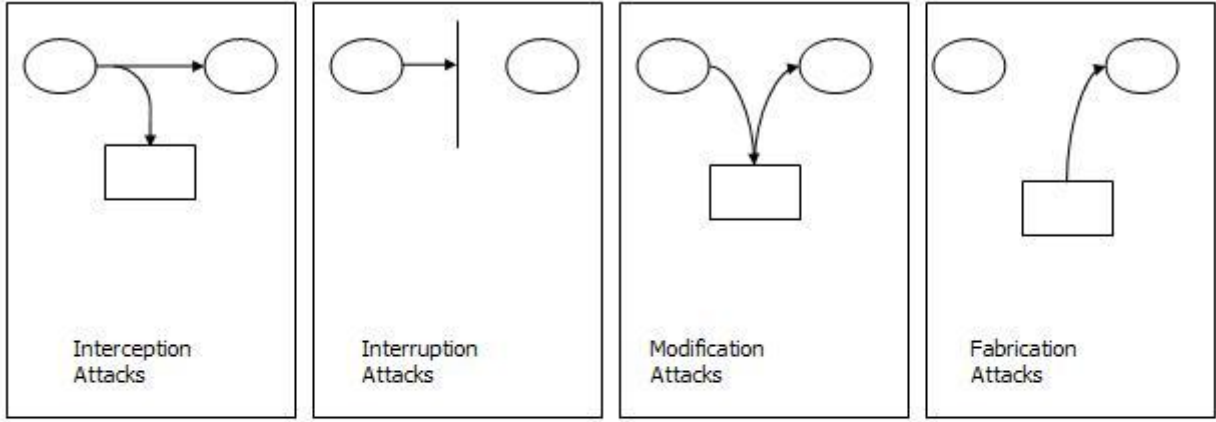 Interception
Attacks
Interruption
Attacks
Modification
Attacks
Fabrication
Attacks